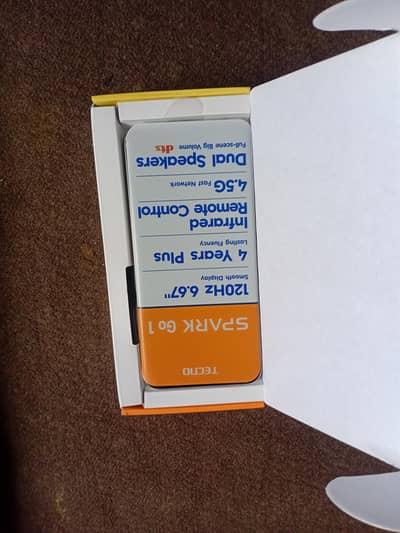 TECNO
SPARK Go 1
120Hz 6.67"
Smooth Display
4 Years Plus
Lasting Fluency
Infrared
Remote Control
4.5G Fast Network
Dual Speakers
Full-scene Big Volume dts